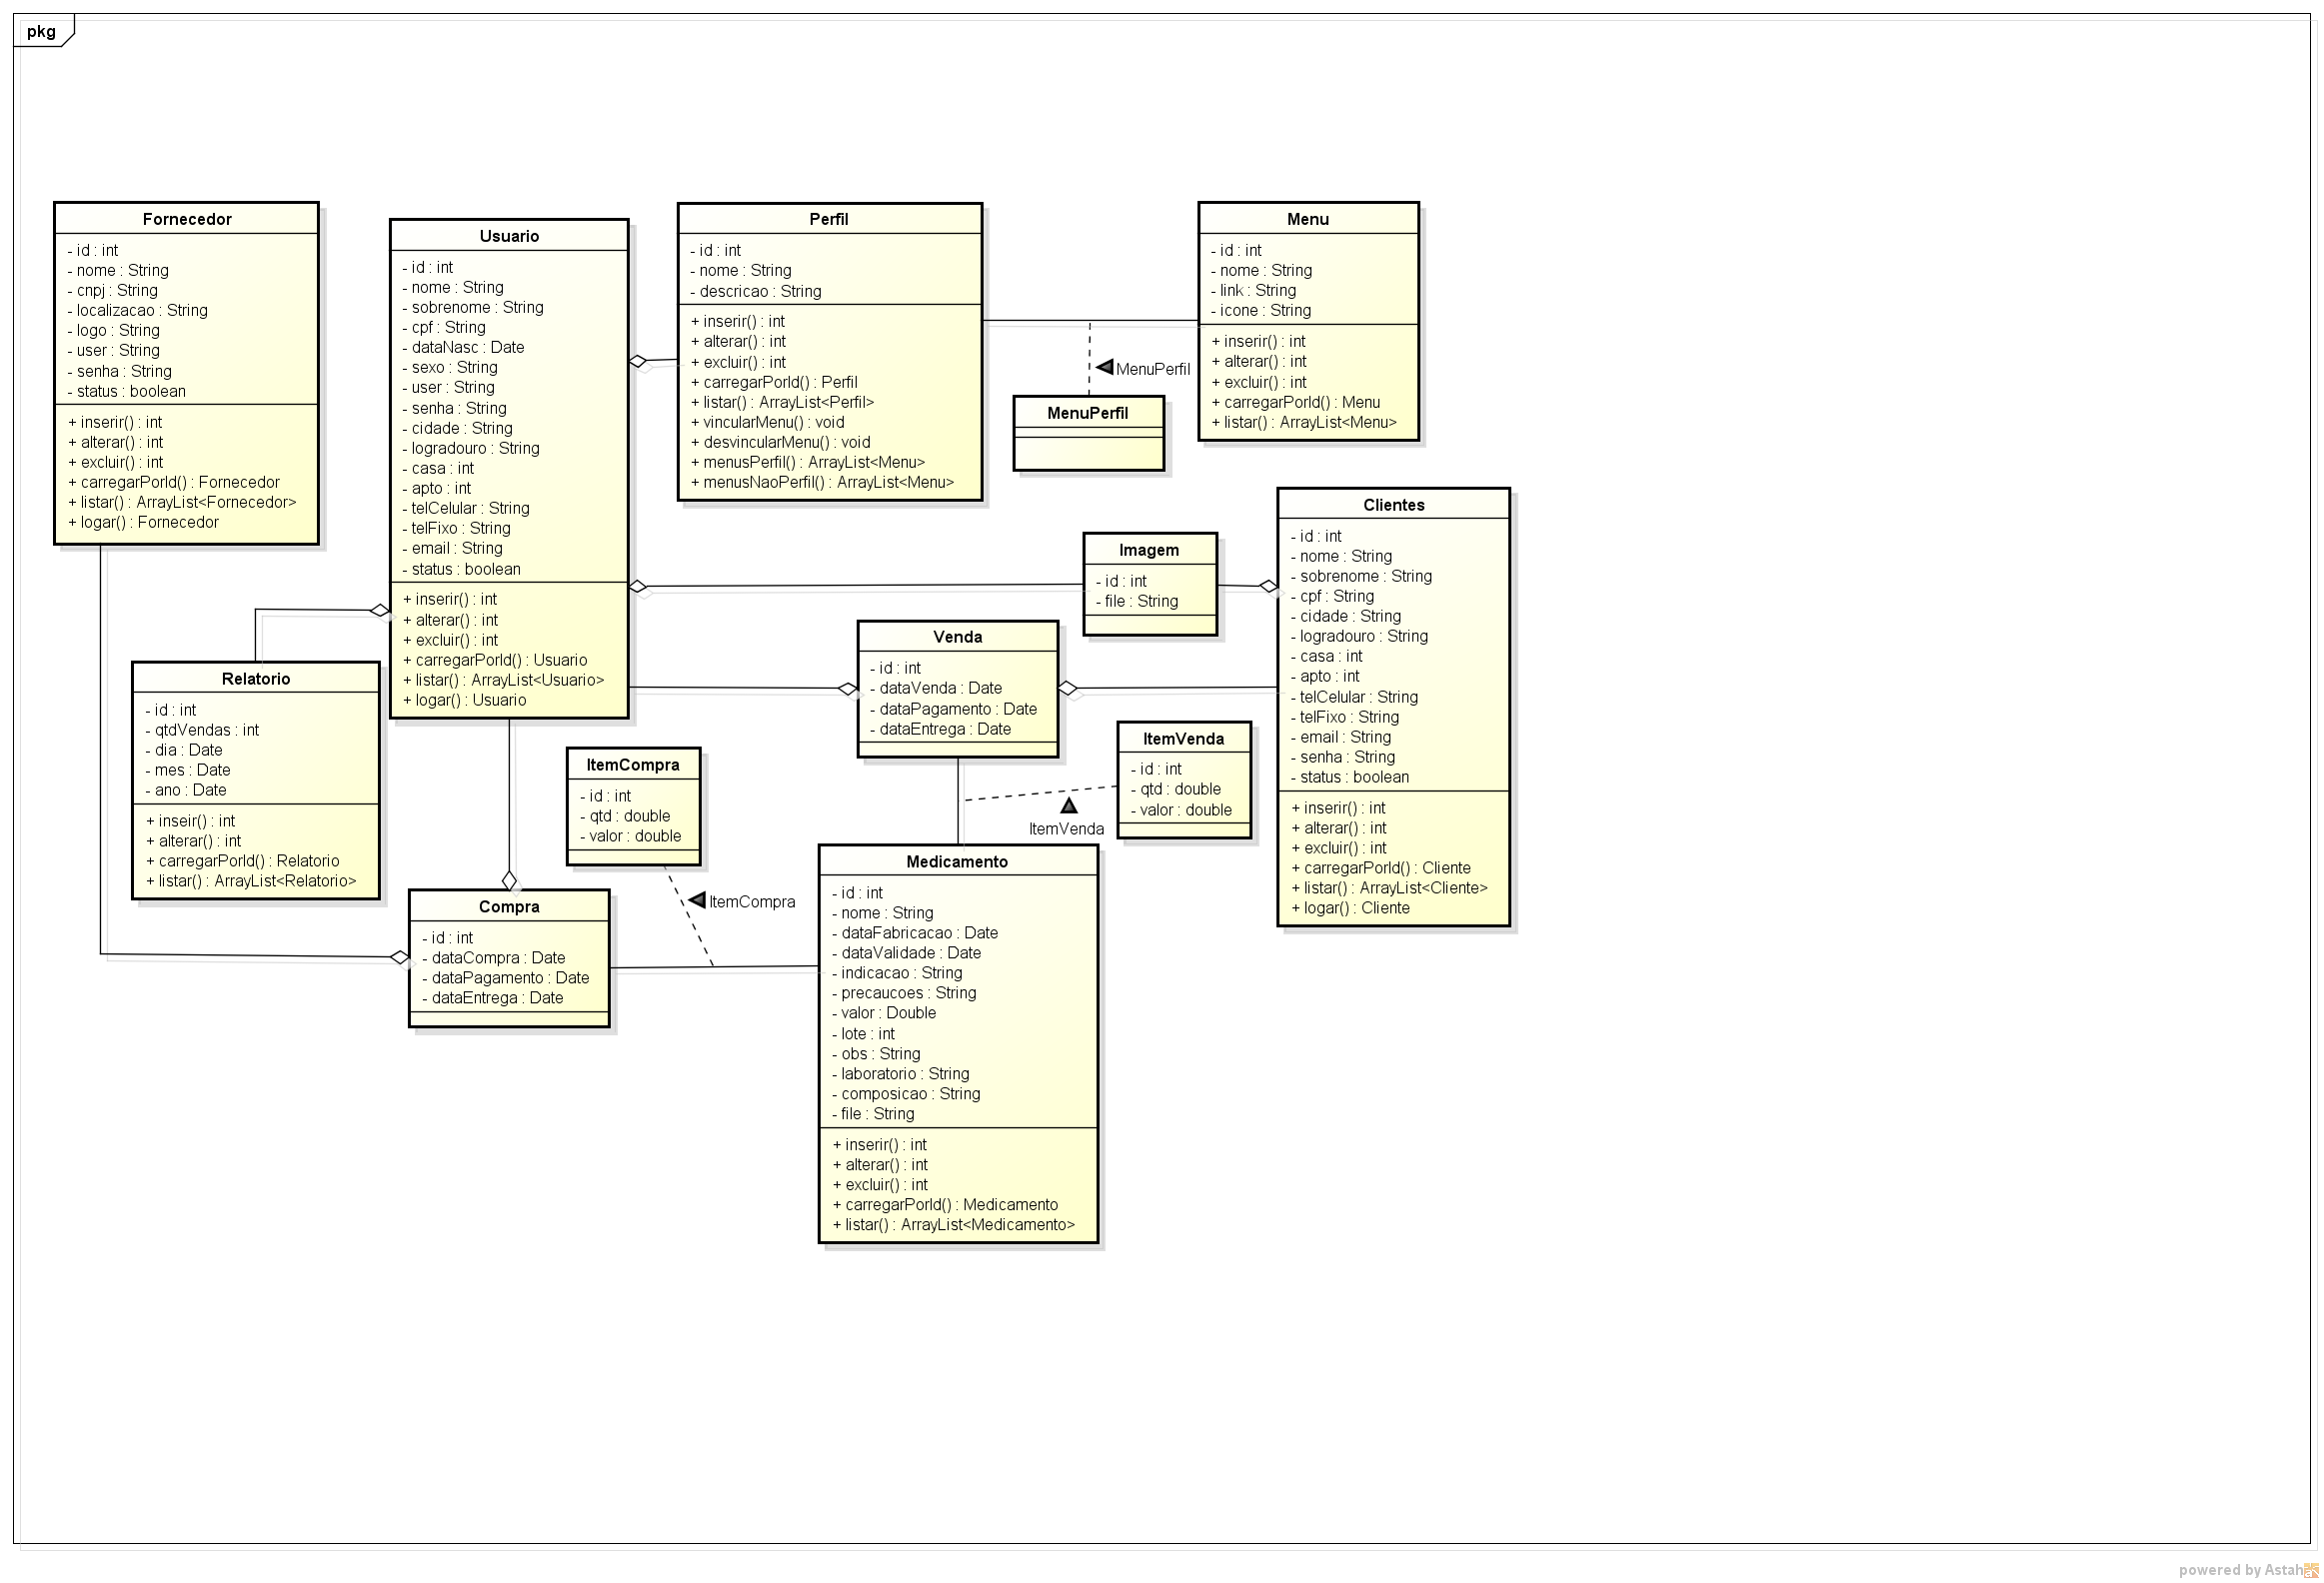 pkg
Fornecedor
- id : int
- nome : String
- cnpj : String
- localizacao : String
- logo : String
- user : String
- senha : String
- status : boolean
+ inserir() : int
+ alterar() : int
+ excluir() : int
+ carregarPorId() : Fornecedor
+ listar() : ArrayList<Fornecedor>
+ logar() : Fornecedor
Usuario
- id : int
- nome : String
- sobrenome : String
- cpf : String
- dataNasc : Date
- sexo : String
- user : String
- senha : String
- cidade : String
- logradouro : String
- casa : int
- apto : int
- telCelular : String
- telFixo : String
- email : String
- status : boolean
+ inserir() : int
+ alterar() : int
+ excluir() : int
+ carregarPorId() : Usuario
+ listar() : ArrayList<Usuario>
+ logar() : Usuario
Perfil
- id : int
- nome : String
- descricao : String
+ inserir() : int
+ alterar() : int
+ excluir() : int
+ carregarPorId() : Perfil
+ listar() : ArrayList<Perfil>
+ vincularMenu() : void
+ desvincularMenu() : void
+ menusPerfil() : ArrayList<Menu>
+ menusNaoPerfil() : ArrayList<Menu>
Menu
- id : int
- nome : String
- link : String
- icone : String
+ inserir() : int
+ alterar() : int
+ excluir() : int
+ carregarPorId() : Menu
+ listar() : ArrayList<Menu>
MenuPerfil
MenuPerfil
Clientes
- id : int
- nome : String
- sobrenome : String
- cpf : String
- cidade : String
- logradouro : String
- casa : int
- apto : int
- telCelular : String
- telFixo : String
- email : String
- senha : String
- status : boolean
+ inserir() : int
+ alterar() : int
+ excluir() : int
+ carregarPorId() : Cliente
+ listar() : ArrayList<Cliente>
+ logar() : Cliente
Imagem
- id : int
- file : String
Venda
- id : int
- dataVenda : Date
- dataPagamento : Date
- dataEntrega : Date
Relatorio
- id : int
- qtdVendas : int
- dia : Date
- mes : Date
- ano : Date
+ inseir() : int
+ alterar() : int
+ carregarPorId() : Relatorio
+ listar() : ArrayList<Relatorio>
ItemCompra
- id : int
- qtd : double
- valor : double
ItemCompra
ItemVenda
- id : int
- qtd : double
- valor : double
ItemVenda
Compra
- id : int
- dataCompra : Date
- dataPagamento : Date
- dataEntrega : Date
Medicamento
- id : int
- nome : String
- dataFabricacao : Date
- dataValidade : Date
- indicacao : String
- precaucoes : String
- valor : Double
- lote : int
- obs : String
- laboratorio : String
- composicao : String
- file : String
+ inserir() : int
+ alterar() : int
+ excluir() : int
+ carregarPorId() : Medicamento
+ listar() : ArrayList<Medicamento>
powered by Astah